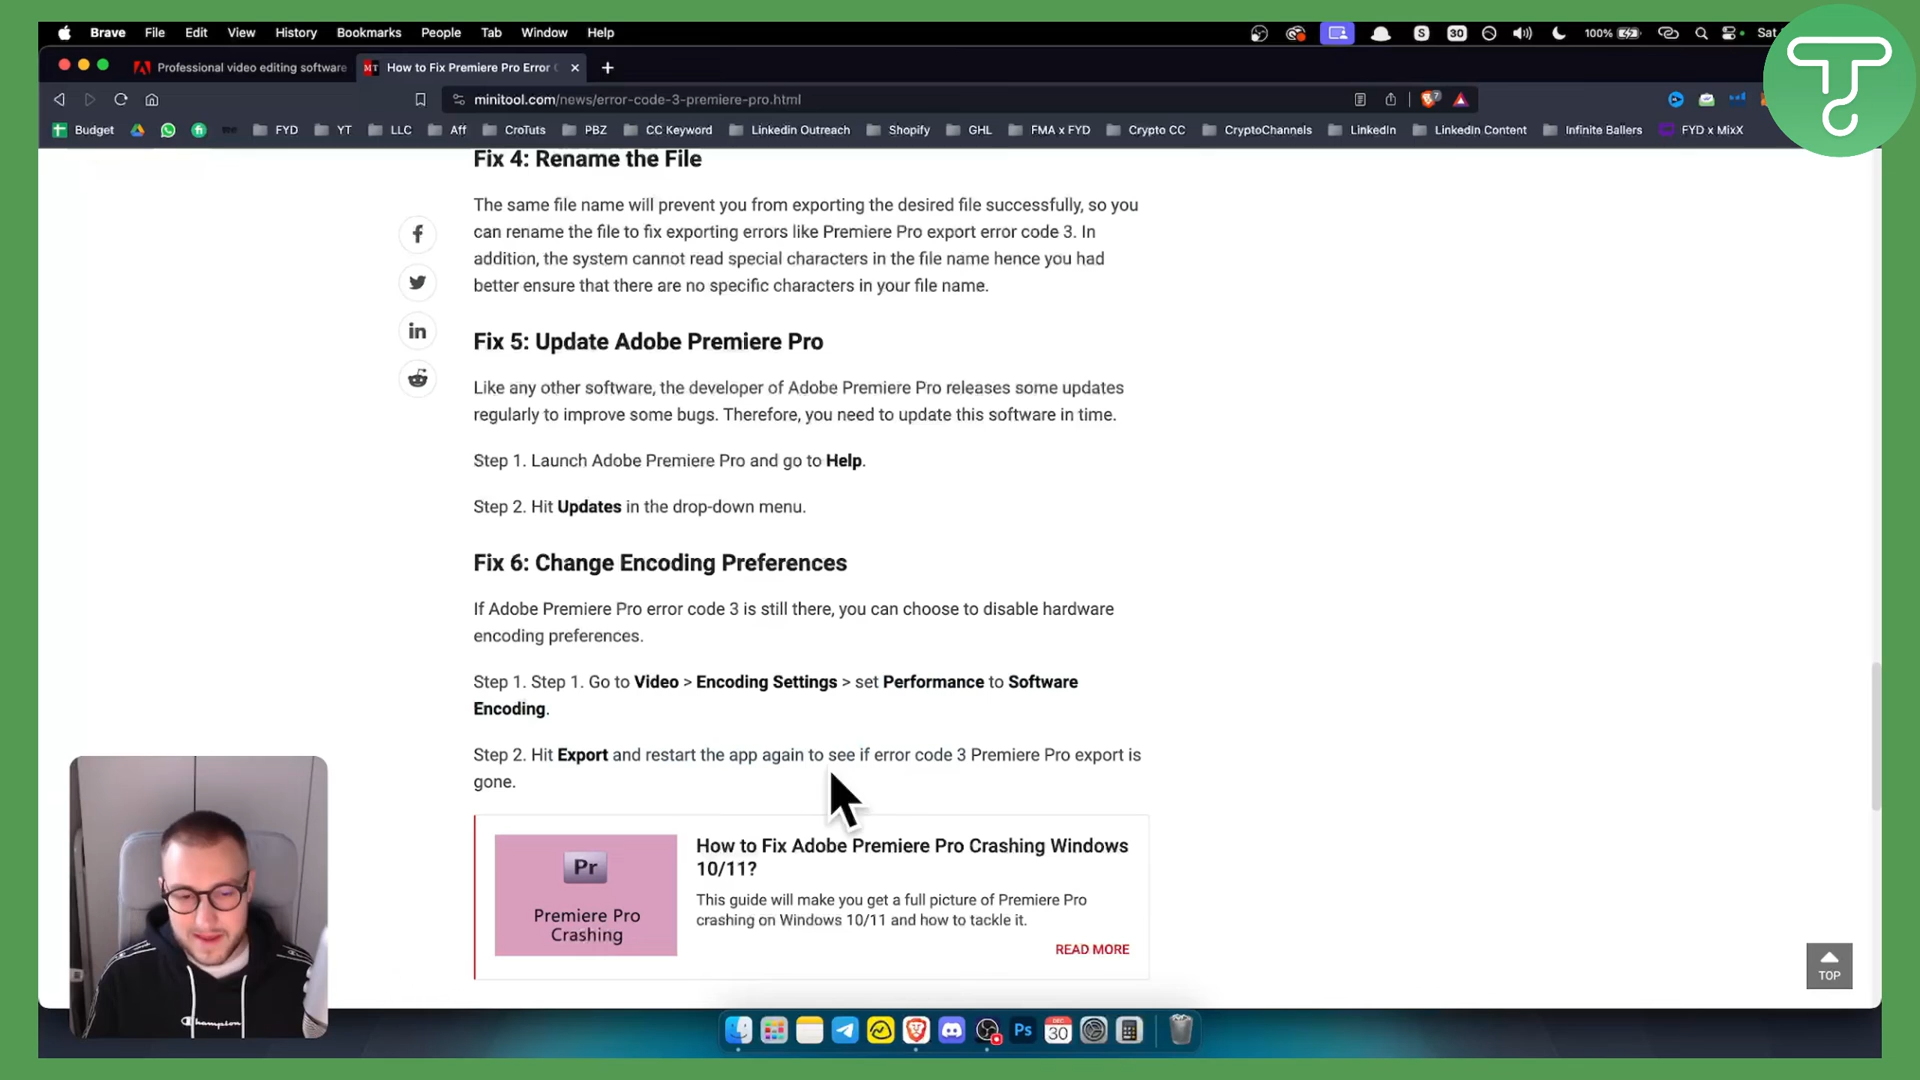 Brave File Edit View History Bookmarks People Tab Window Help
S 30 100% Sat
Professional video editing software
MT How to Fix Premiere Pro Error
minitool.com/news/error-code-3-premiere-pro.html
7
Budget FYD YT LLC Aff CroTuts PBZ CC Keyword Linkedin Outreach Shopify GHL FMA x FYD Crypto CC CryptoChannels LinkedIn Linkedin Content Infinite Ballers FYD x MixX
Fix 4: Rename the File
The same file name will prevent you from exporting the desired file successfully, so you
can rename the file to fix exporting errors like Premiere Pro export error code 3. In
addition, the system cannot read special characters in the file name hence you had
better ensure that there are no specific characters in your file name.
Fix 5: Update Adobe Premiere Pro
Like any other software, the developer of Adobe Premiere Pro releases some updates
regularly to improve some bugs. Therefore, you need to update this software in time.
Step 1. Launch Adobe Premiere Pro and go to Help.
Step 2. Hit Updates in the drop-down menu.
Fix 6: Change Encoding Preferences
If Adobe Premiere Pro error code 3 is still there, you can choose to disable hardware
encoding preferences.
Step 1. Step 1. Go to Video > Encoding Settings > set Performance to Software
Encoding.
Step 2. Hit Export and restart the app again to see if error code 3 Premiere Pro export is
gone.
Pr
Premiere Pro
Crashing
How to Fix Adobe Premiere Pro Crashing Windows
10/11?
This guide will make you get a full picture of Premiere Pro
crashing on Windows 10/11 and how to tackle it.
READ MORE
TOP
Champion
Ps
DEC
30